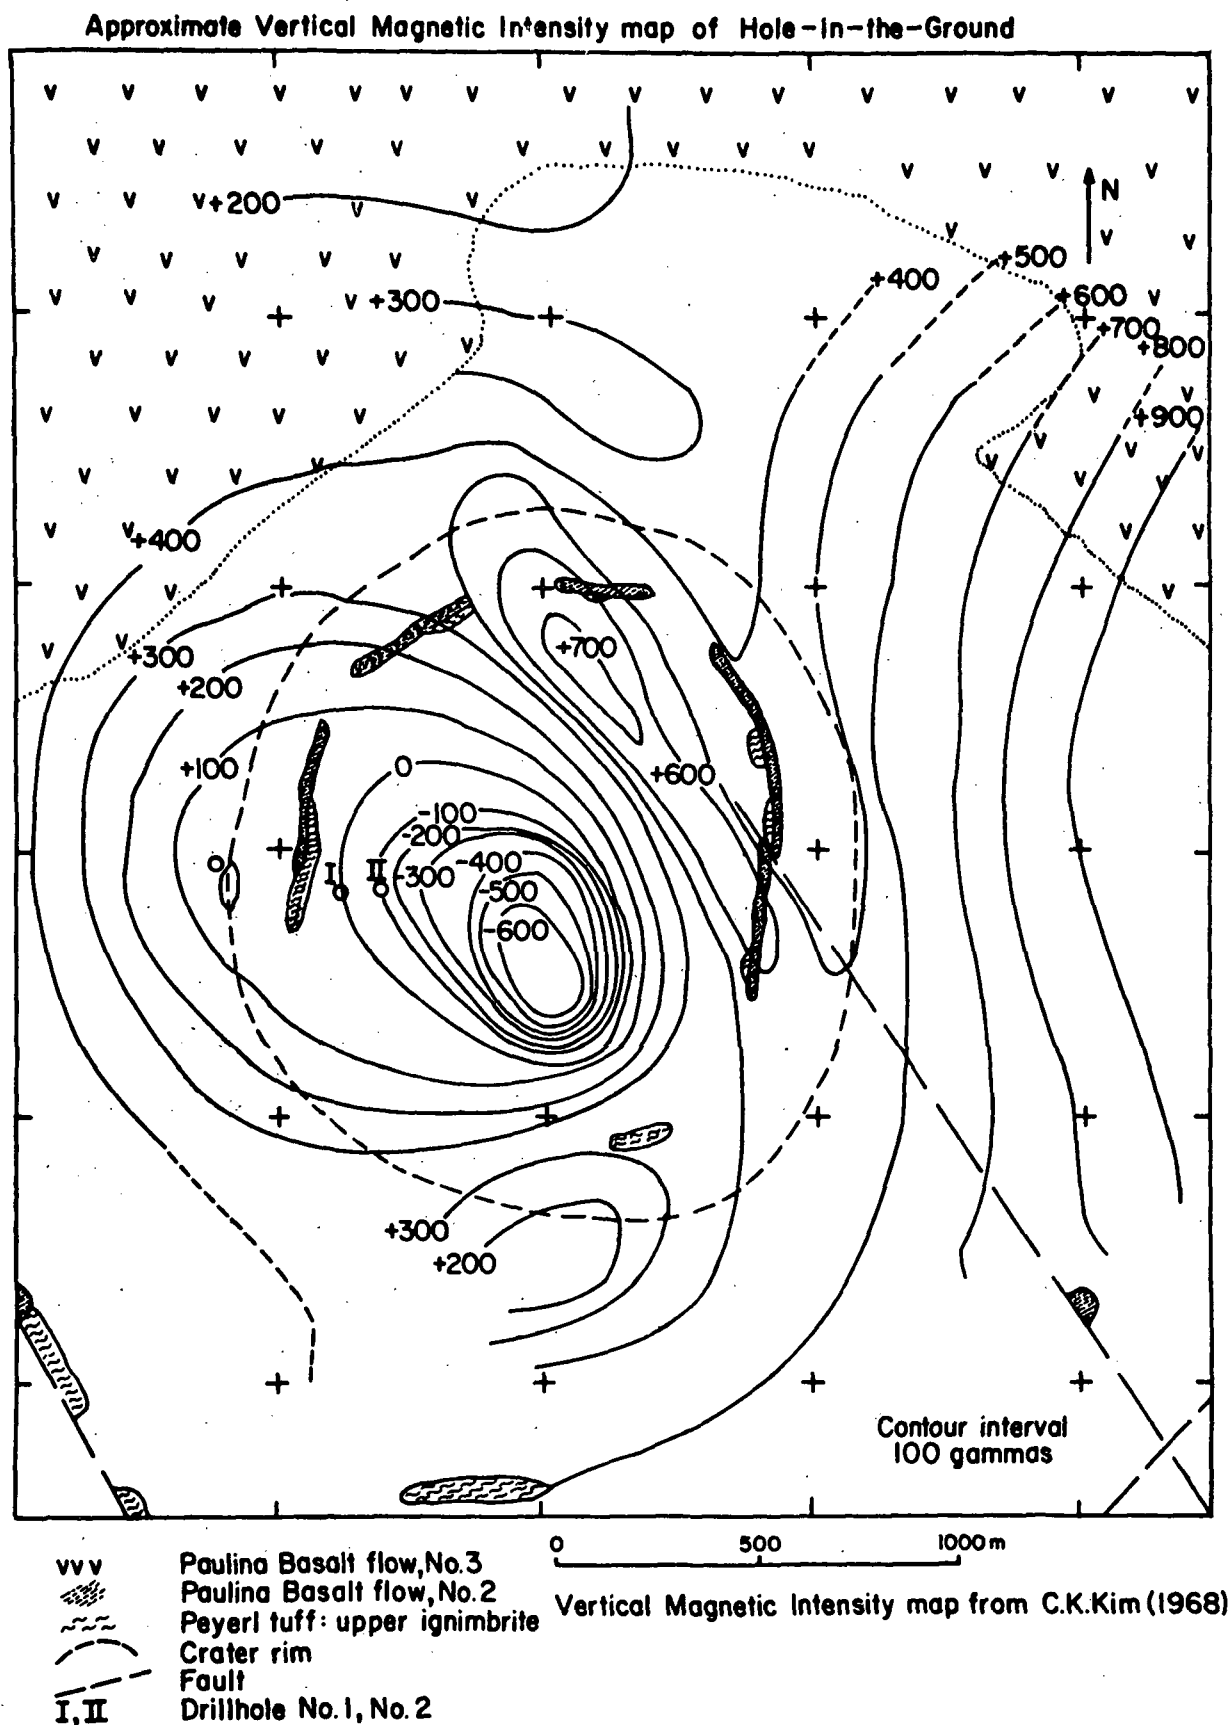 Approximate Vertical Magnetic Intensity map of Hole-in-the-Ground
N
+200
+500
+400
+600
+300
+700
+800
+900
+400
+700
+300
+200
+100
0
+600
-100
-200
-400
I
II
-300
-500
-600
+300
+200
Contour interval
100 gammas
0 500 1000m
v v v Paulina Basalt flow, No.3
Paulina Basalt flow, No.2
Peyerl tuff: upper ignimbrite
Vertical Magnetic Intensity map from C.K.Kim (1968)
Crater rim
Fault
I, II Drillhole No.1, No.2